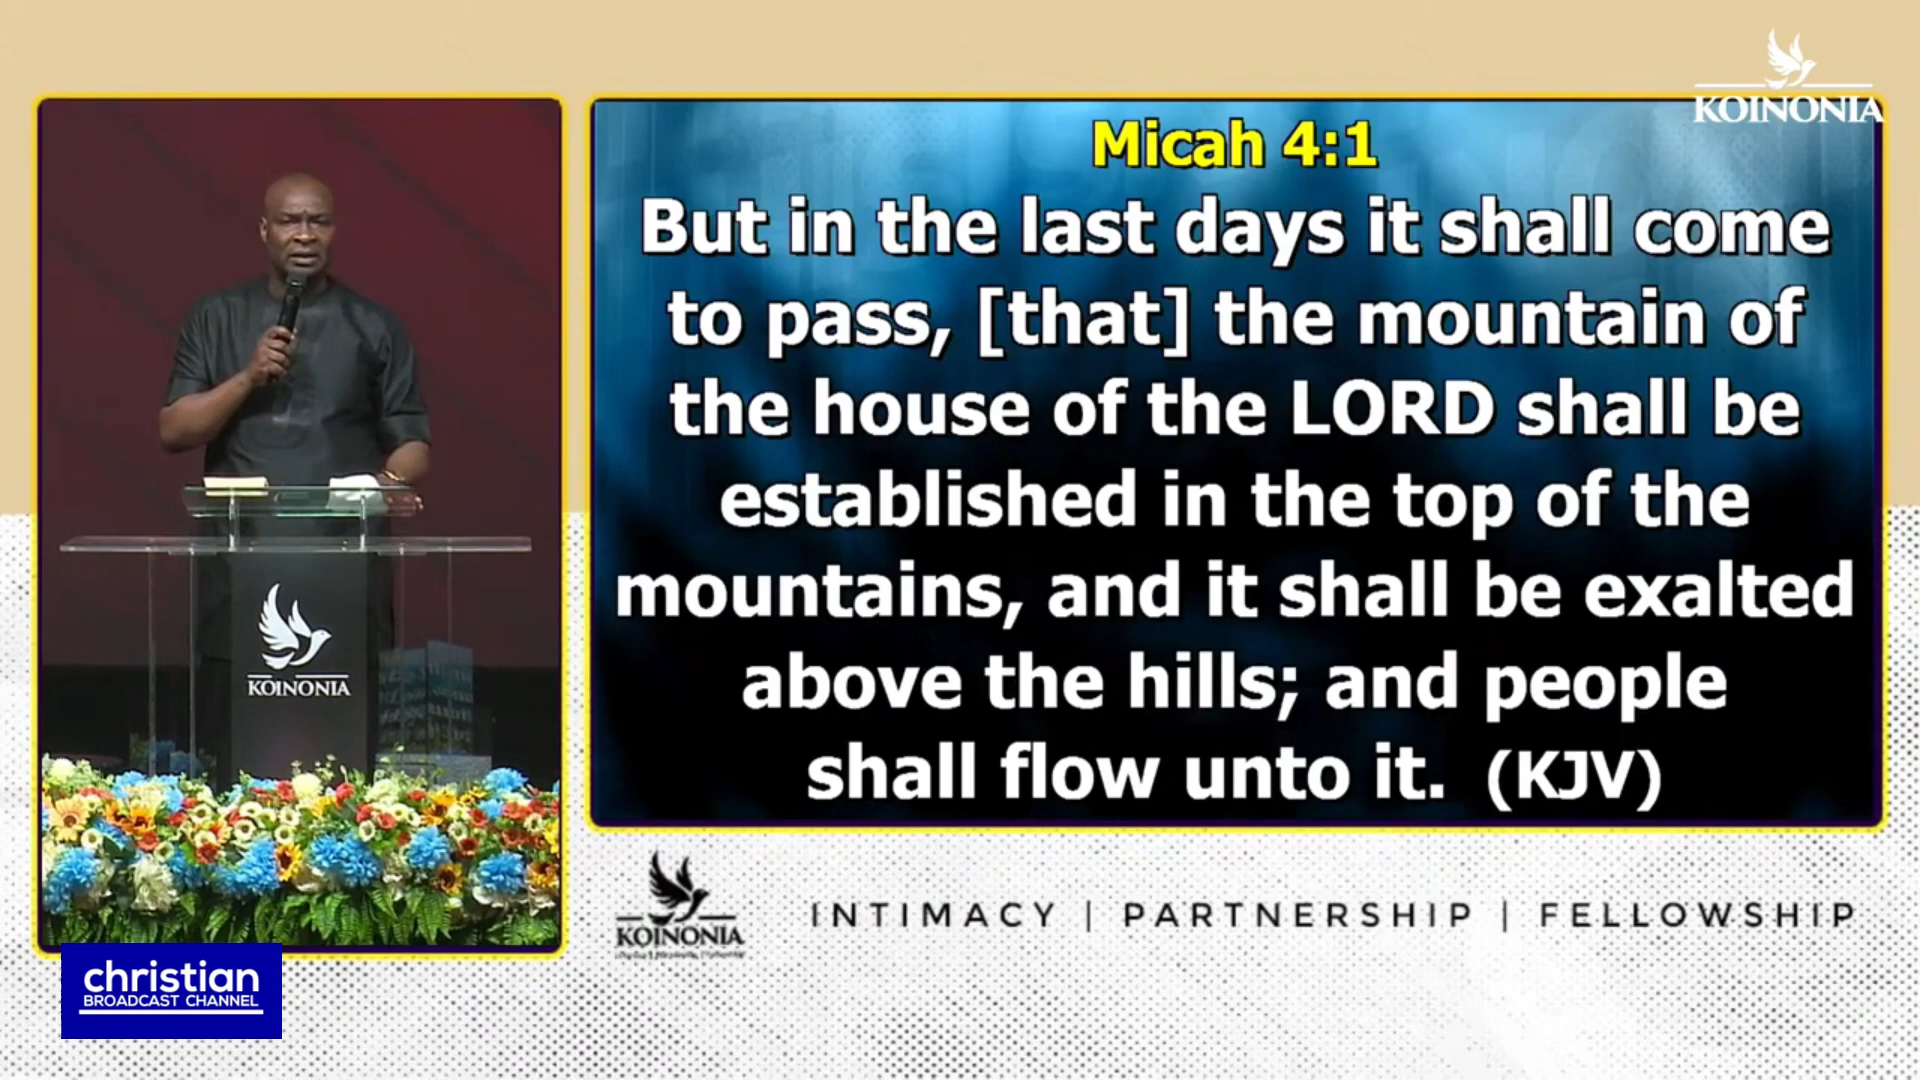 KOINONIA
Micah 4:1
But in the last days it shall come
to pass, [that] the mountain of
the house of the LORD shall be
established in the top of the
mountains, and it shall be exalted
above the hills; and people
shall flow unto it. (KJV)
KOINONIA
KOINONIA
INTIMACY | PARTNERSHIP | FELLOWSHIP
christian
BROADCAST CHANNEL